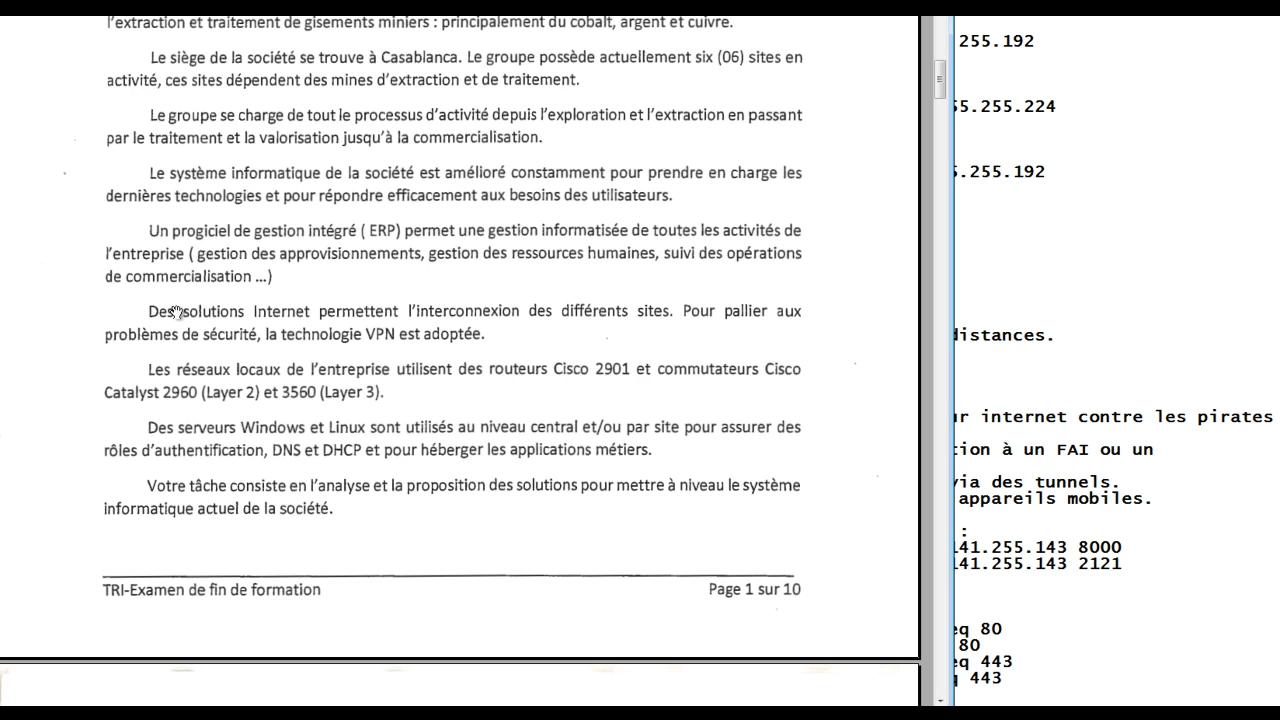 l'extraction et traitement de gisements miniers : principalement du cobalt, argent et cuivre.
Le siège de la société se trouve à Casablanca. Le groupe possède actuellement six (06) sites en
activité, ces sites dépendent des mines d'extraction et de traitement.
Le groupe se charge de tout le processus d'activité depuis l'exploration et l'extraction en passant
par le traitement et la valorisation jusqu'à la commercialisation.
Le système informatique de la société est amélioré constamment pour prendre en charge les
dernières technologies et pour répondre efficacement aux besoins des utilisateurs.
Un progiciel de gestion intégré ( ERP) permet une gestion informatisée de toutes les activités de
l'entreprise ( gestion des approvisionnements, gestion des ressources humaines, suivi des opérations
de commercialisation ...)
Des solutions Internet permettent l'interconnexion des différents sites. Pour pallier aux
problèmes de sécurité, la technologie VPN est adoptée.
Les réseaux locaux de l'entreprise utilisent des routeurs Cisco 2901 et commutateurs Cisco
Catalyst 2960 (Layer 2) et 3560 (Layer 3).
Des serveurs Windows et Linux sont utilisés au niveau central et/ou par site pour assurer des
rôles d'authentification, DNS et DHCP et pour héberger les applications métiers.
Votre tâche consiste en l'analyse et la proposition des solutions pour mettre à niveau le système
informatique actuel de la société.
TRI-Examen de fin de formation Page 1 sur 10
255.192
55.255.224
5.255.192
distances.
ur internet contre les pirates
tion à un FAI ou un
via des tunnels.
appareils mobiles.
:
141.255.143 8000
141.255.143 2121
eq 80
80
eq 443
q 443